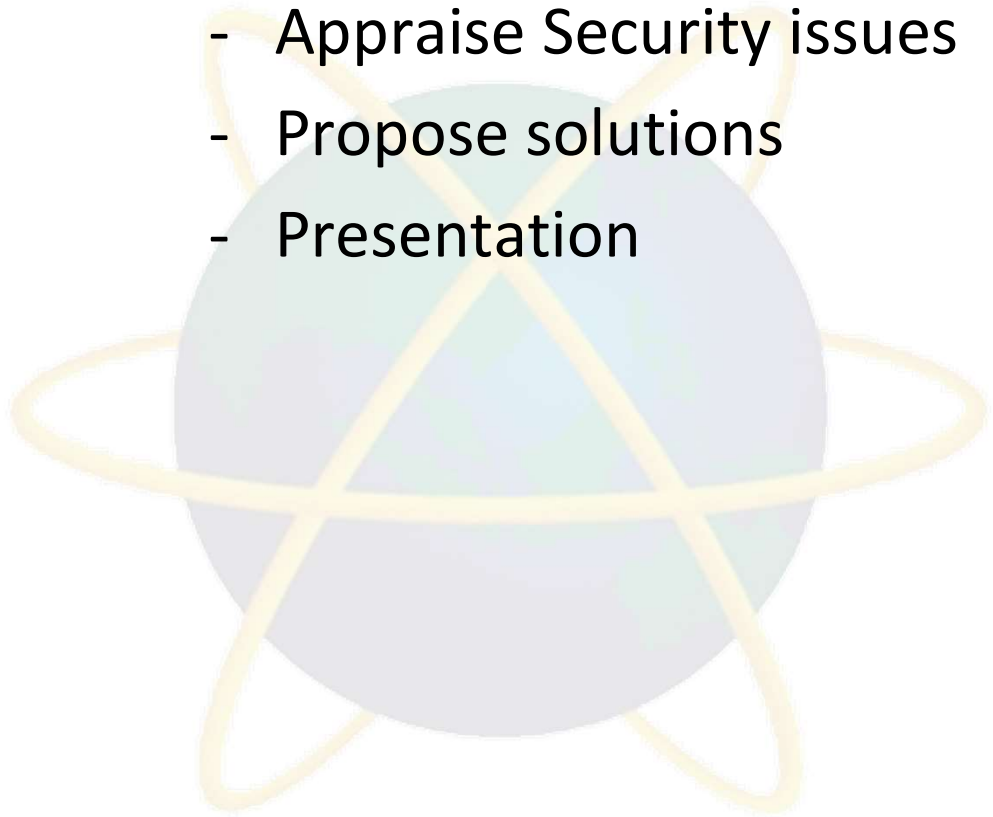 - Appraise Security issues
- Propose solutions
- Presentation